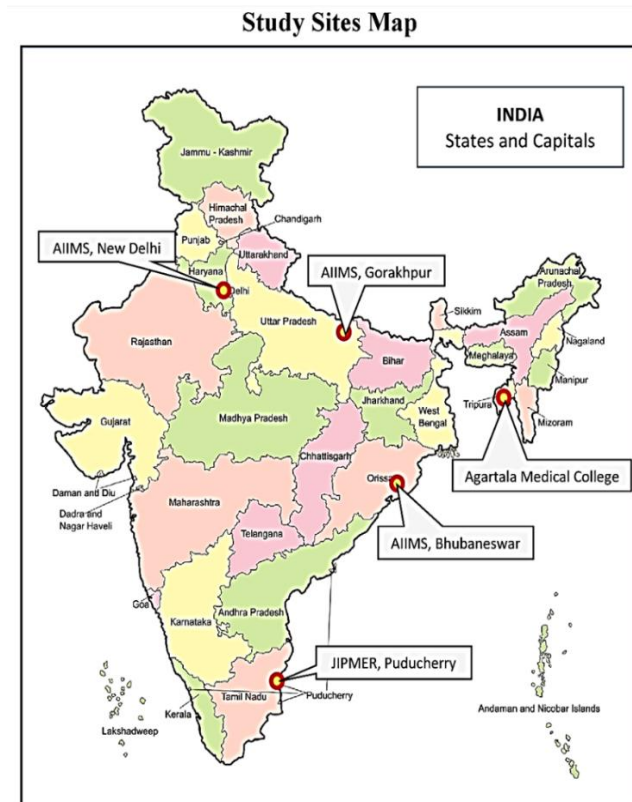 Study Sites Map
INDIA
States and Capitals
Jammu - Kashmir
Himachal
Pradesh
Chandigarh
Punjab
AIIMS, New Delhi
Uttarakhand
Haryana
Delhi
AIIMS, Gorakhpur
Arunachal
Pradesh
Sikkim
Rajasthan
Uttar Pradesh
Assam
Nagaland
Bihar
Meghalaya
Manipur
Jharkhand
Tripura
Gujarat
Madhya Pradesh
West
Bengal
Mizoram
Chhattisgarh
Agartala Medical College
Daman and Diu
Orissa
Dadra and
Nagar Haveli
Maharashtra
Telangana
AIIMS, Bhubaneswar
Goa
Andhra Pradesh
Karnataka
JIPMER, Puducherry
Tamil Nadu
Puducherry
Andaman and Nicobar Islands
Kerala
Lakshadweep